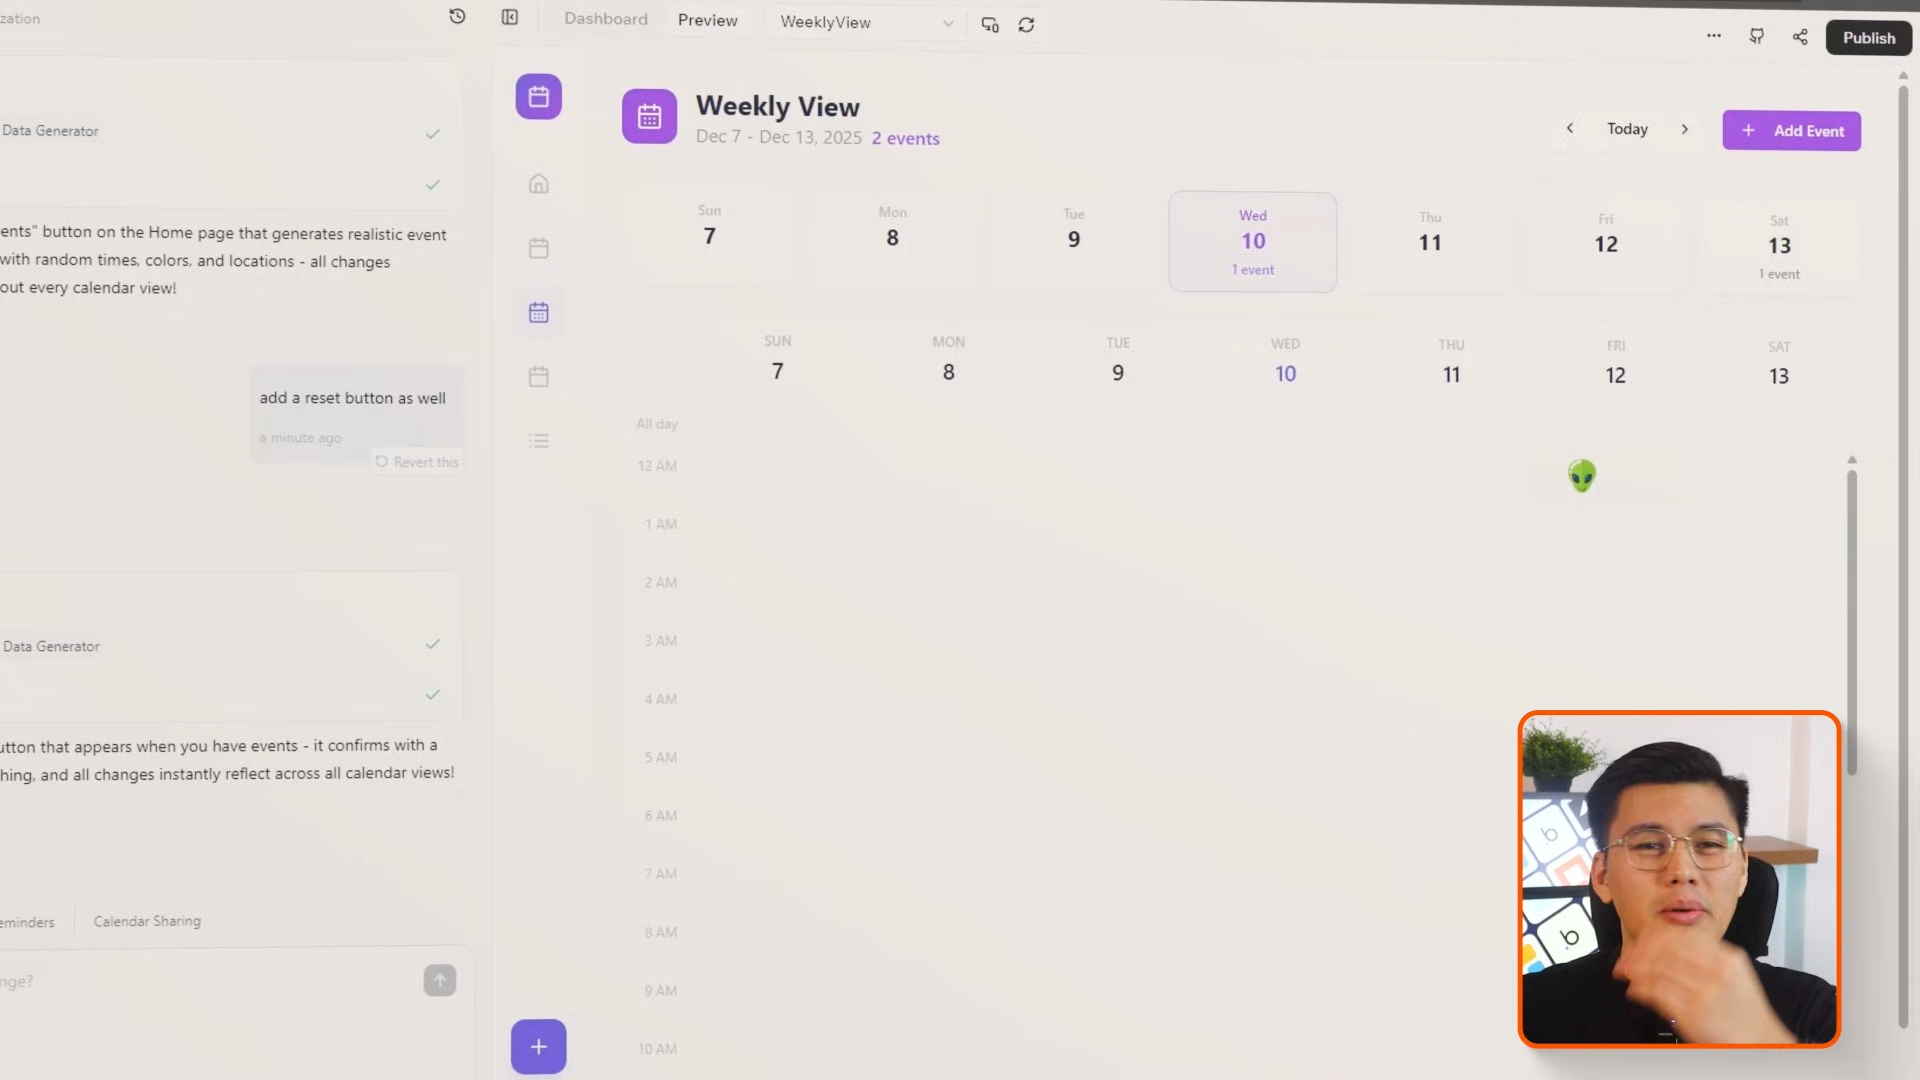 zation
Dashboard
Preview
WeeklyView
Publish
Data Generator
ents" button on the Home page that generates realistic event
with random times, colors, and locations - all changes
out every calendar view!
add a reset button as well
a minute ago
Revert this
Data Generator
utton that appears when you have events - it confirms with a
hing, and all changes instantly reflect across all calendar views!
eminders
Calendar Sharing
nge?
Weekly View
Dec 7 - Dec 13, 2025 2 events
Today
+ Add Event
Sun
7
Mon
8
Tue
9
Wed
10
1 event
Thu
11
Fri
12
Sat
13
1 event
SUN
7
MON
8
TUE
9
WED
10
THU
11
FRI
12
SAT
13
All day
12 AM
1 AM
2 AM
3 AM
4 AM
5 AM
6 AM
7 AM
8 AM
9 AM
10 AM